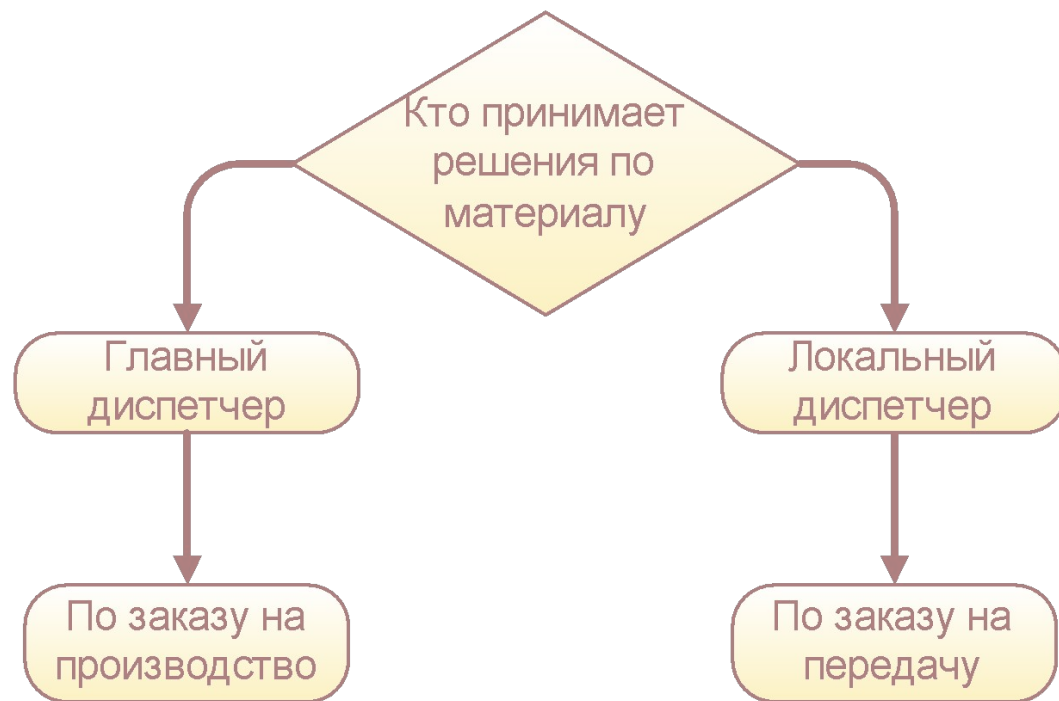 Кто принимает
решения по
материалу
Главный
диспетчер
Локальный
диспетчер
По заказу на
производство
По заказу на
передачу